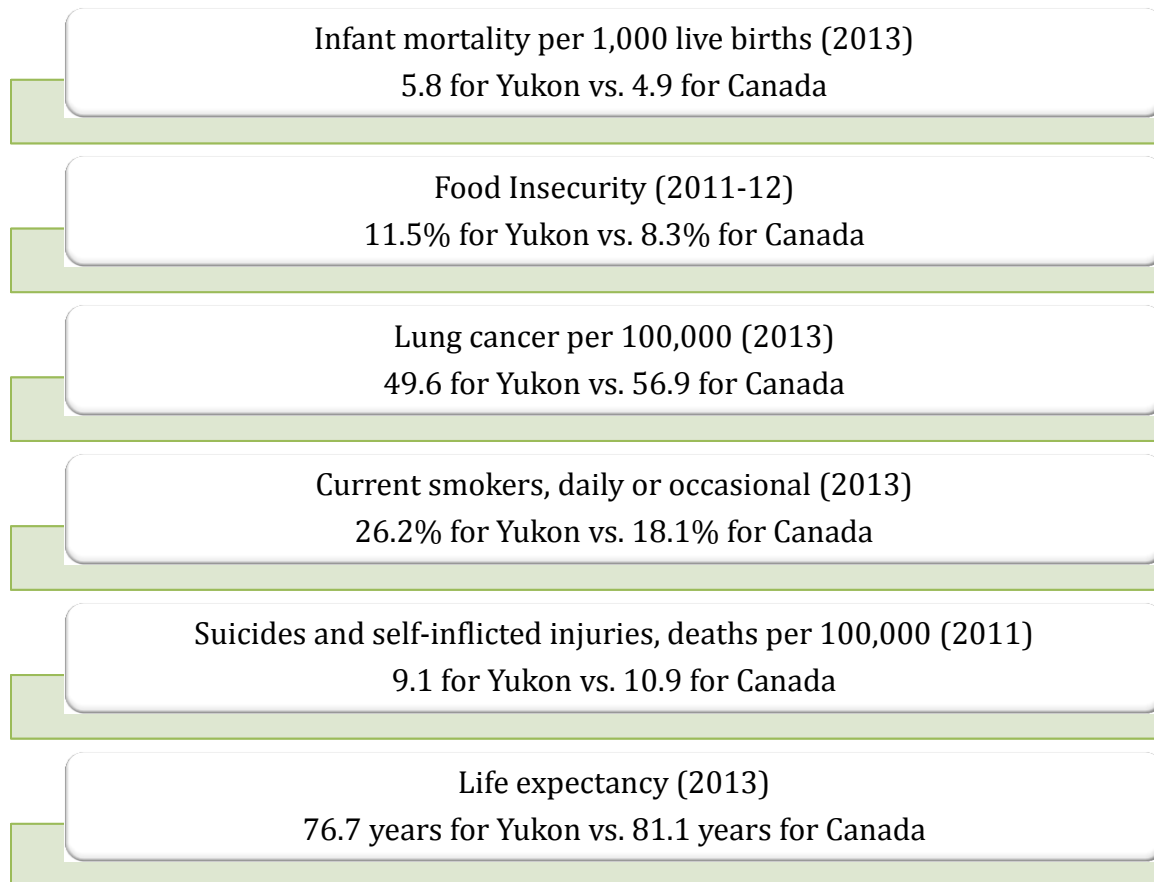 Infant mortality per 1,000 live births (2013)
5.8 for Yukon vs. 4.9 for Canada
Food Insecurity (2011-12)
11.5% for Yukon vs. 8.3% for Canada
Lung cancer per 100,000 (2013)
49.6 for Yukon vs. 56.9 for Canada
Current smokers, daily or occasional (2013)
26.2% for Yukon vs. 18.1% for Canada
Suicides and self-inflicted injuries, deaths per 100,000 (2011)
9.1 for Yukon vs. 10.9 for Canada
Life expectancy (2013)
76.7 years for Yukon vs. 81.1 years for Canada